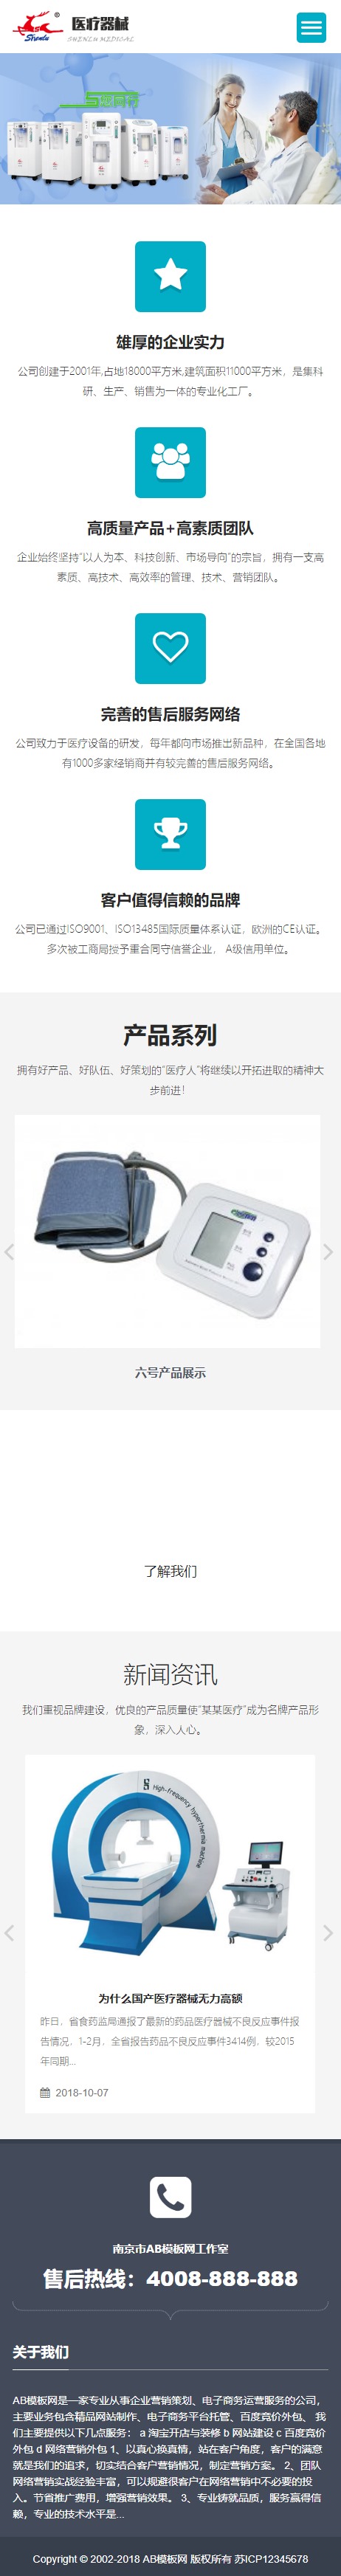 Shenlu
®
医疗器械
SHENLU MEDICAL
雄厚的企业实力
公司创建于2001年,占地18000平方米,建筑面积11000平方米，是集科
研、生产、销售为一体的专业化工厂。
高质量产品+高素质团队
企业始终坚持"以人为本、科技创新、市场导向"的宗旨，拥有一支高
素质、高技术、高效率的管理、技术、营销团队。
完善的售后服务网络
公司致力于医疗设备的研发，每年都向市场推出新品种，在全国各地
有1000多家经销商并有较完善的售后服务网络。
客户值得信赖的品牌
公司已通过ISO9001、ISO13485国际质量体系认证，欧洲的CE认证。
多次被工商局授予重合同守信誉企业， A级信用单位。
产品系列
拥有好产品、好队伍、好策划的"医疗人"将继续以开拓进取的精神大
步前进！
六号产品展示
了解我们
新闻资讯
我们重视品牌建设，优良的产品质量使"某某医疗"成为名牌产品形
象，深入人心。
High-frequency hyperthermia machine
为什么国产医疗器械无力高额
昨日，省食药监局通报了最新的药品医疗器械不良反应事件报
告情况，1-2月，全省报告药品不良反应事件3414例，较2015
年同期...
2018-10-07
南京市AB模板网工作室
售后热线：4008-888-888
关于我们
AB模板网是一家专业从事企业营销策划、电子商务运营服务的公司，
主要业务包含精品网站制作、电子商务平台托管、百度竞价外包、 我
们主要提供以下几点服务： a 淘宝开店与装修 b 网站建设 c 百度竞价
外包 d 网络营销外包 1、以真心换真情，站在客户角度，客户的满意
就是我们的追求，切实结合客户营销情况，制定营销方案。 2、团队
网络营销实战经验丰富，可以规避很客户在网络营销中不必要的投
入。节省推广费用，增强营销效果。 3、专业铸就品质，服务赢得信
赖，专业的技术水平是...
Copyright © 2002-2018 AB模板网 版权所有 苏ICP12345678